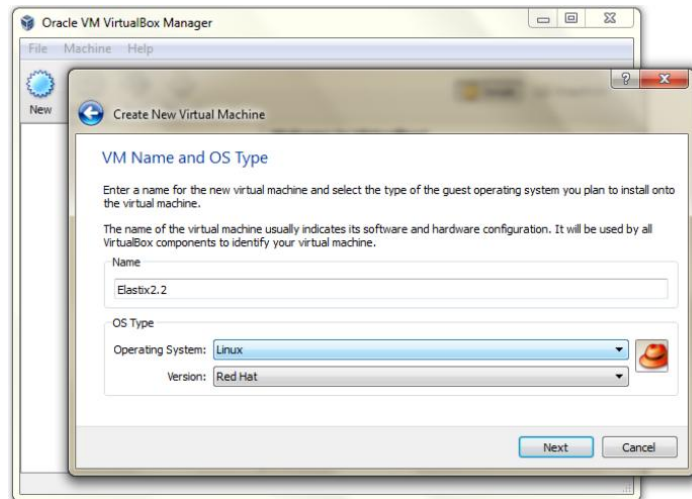 Oracle VM VirtualBox Manager
File Machine Help
New
Create New Virtual Machine
VM Name and OS Type
Enter a name for the new virtual machine and select the type of the guest operating system you plan to install onto
the virtual machine.
The name of the virtual machine usually indicates its software and hardware configuration. It will be used by all
VirtualBox components to identify your virtual machine.
Name
Elastix2.2
OS Type
Operating System: Linux
Version: Red Hat
Next Cancel